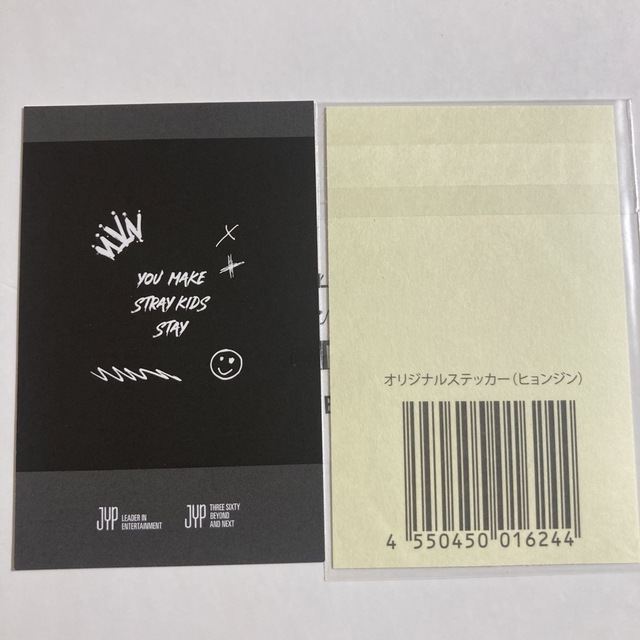 YOU MAKE
STRAY KIDS
STAY
JYP LEADER IN
ENTERTAINMENT
JYP THREE SIXTY
BEYOND
AND NEXT
オリジナルステッカー(ヒョンジン)
4 550450 016244